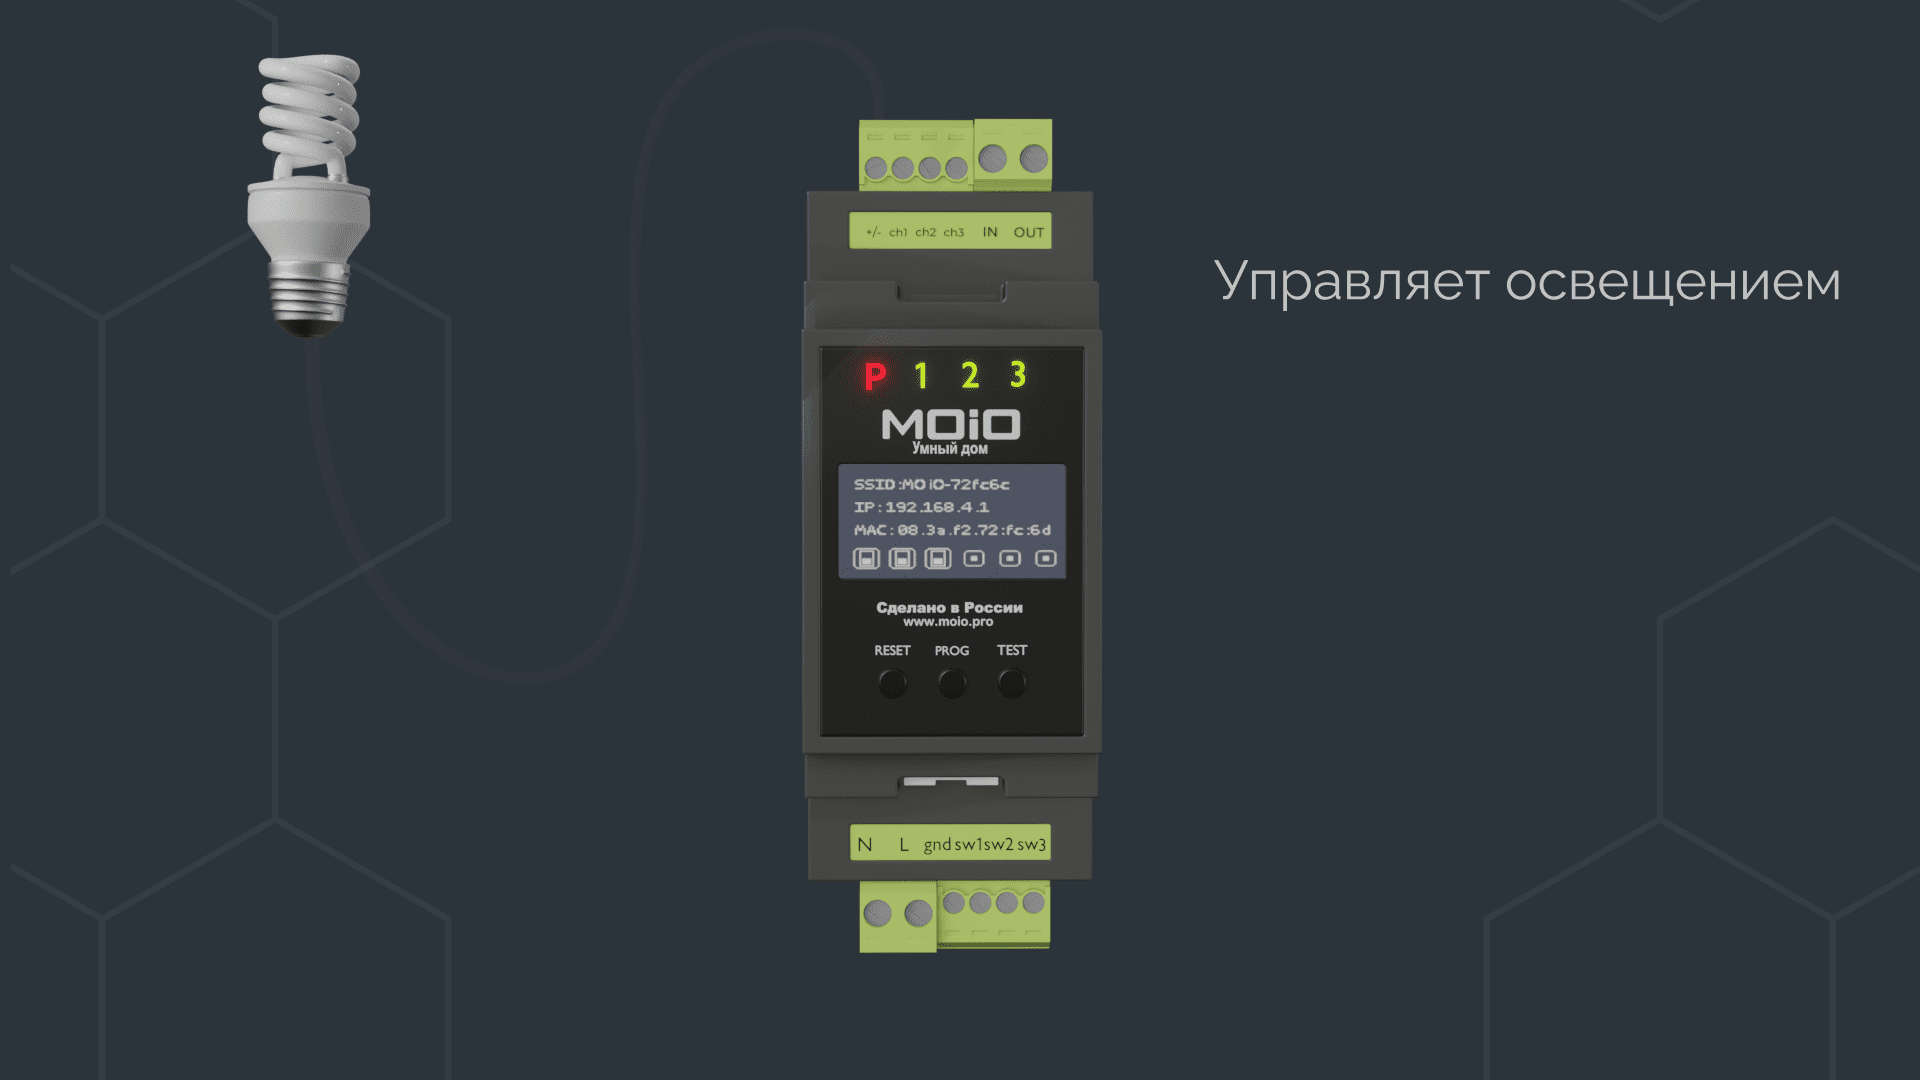 +/- ch1 ch2 ch3 IN OUT
Управляет освещением
P 1 2 3
MOiO
Умный дом
SSID:MOiO-72fc6c
IP:192.168.4.1
MAC:08.3a.f2.72:fc:6d
Сделано в России
www.moio.pro
RESET PROG TEST
N L gnd sw1 sw2 sw3